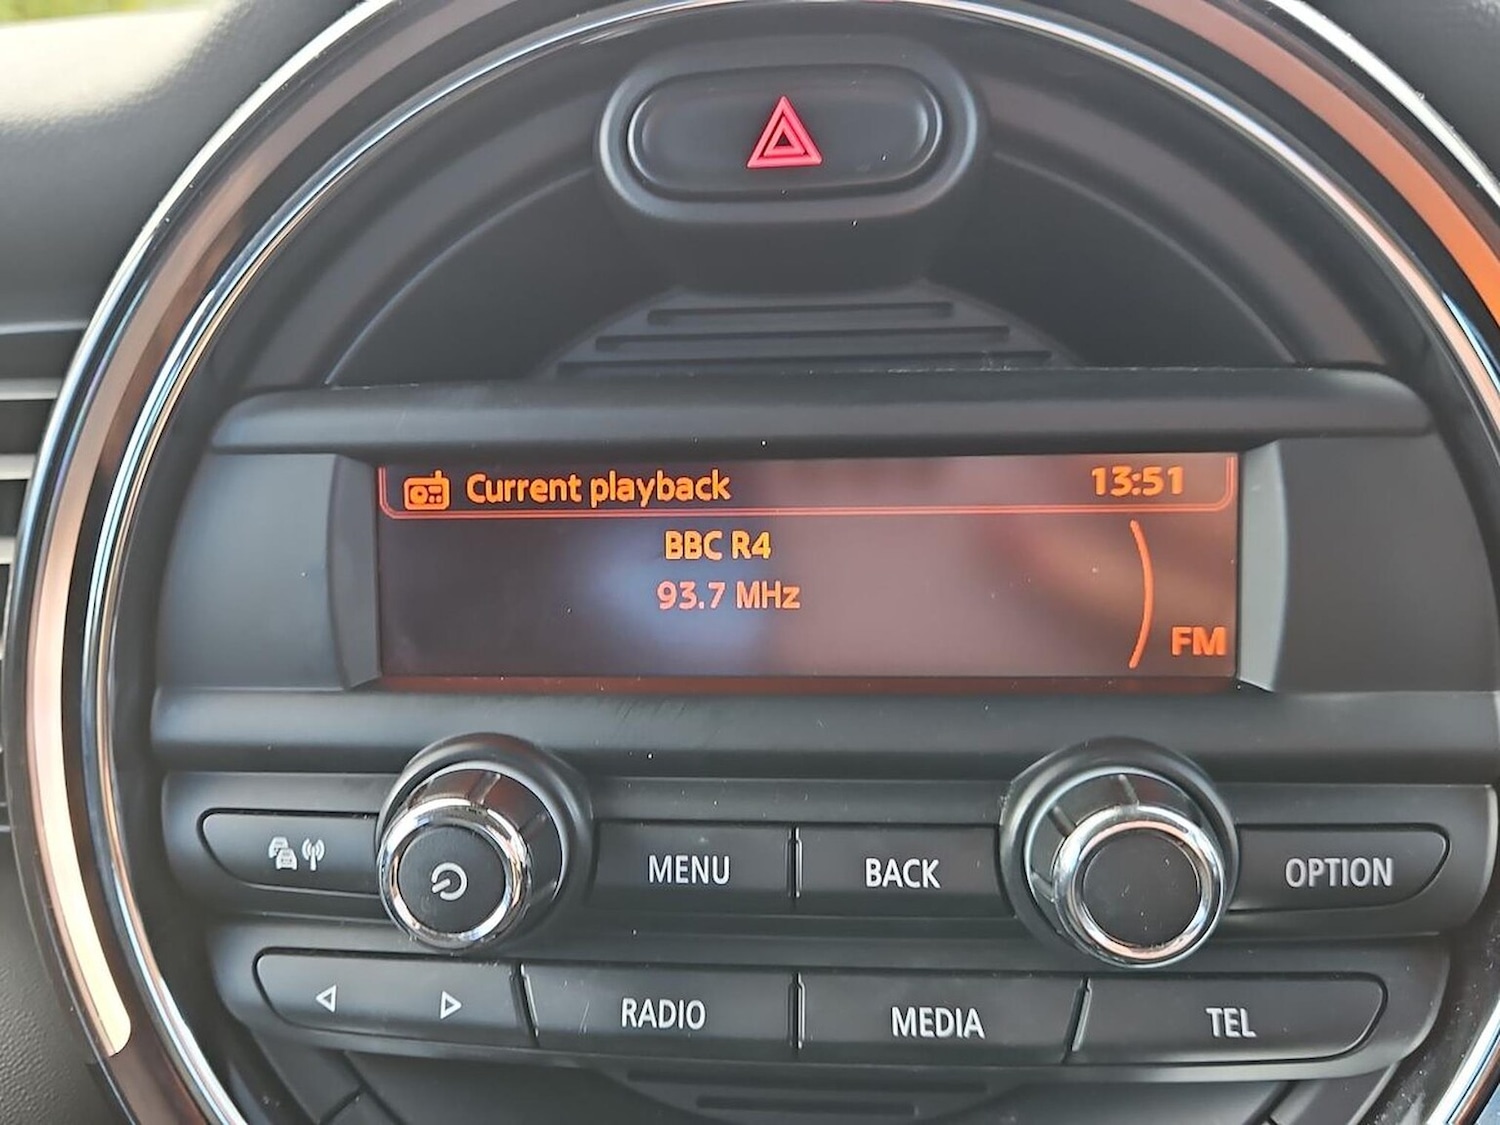 Current playback 13:51
BBC R4
93.7 MHz
FM
MENU BACK OPTION
RADIO MEDIA TEL